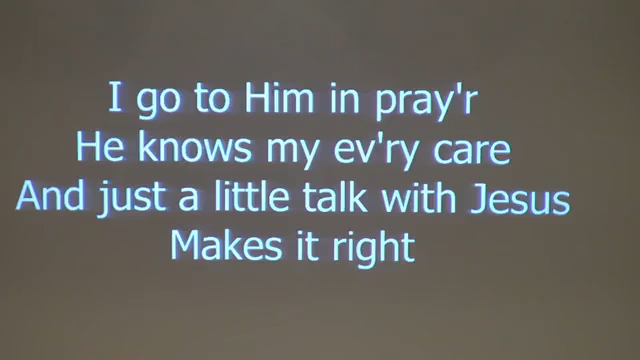 I go to Him in pray'r
He knows my ev'ry care
And just a little talk with Jesus
Makes it right